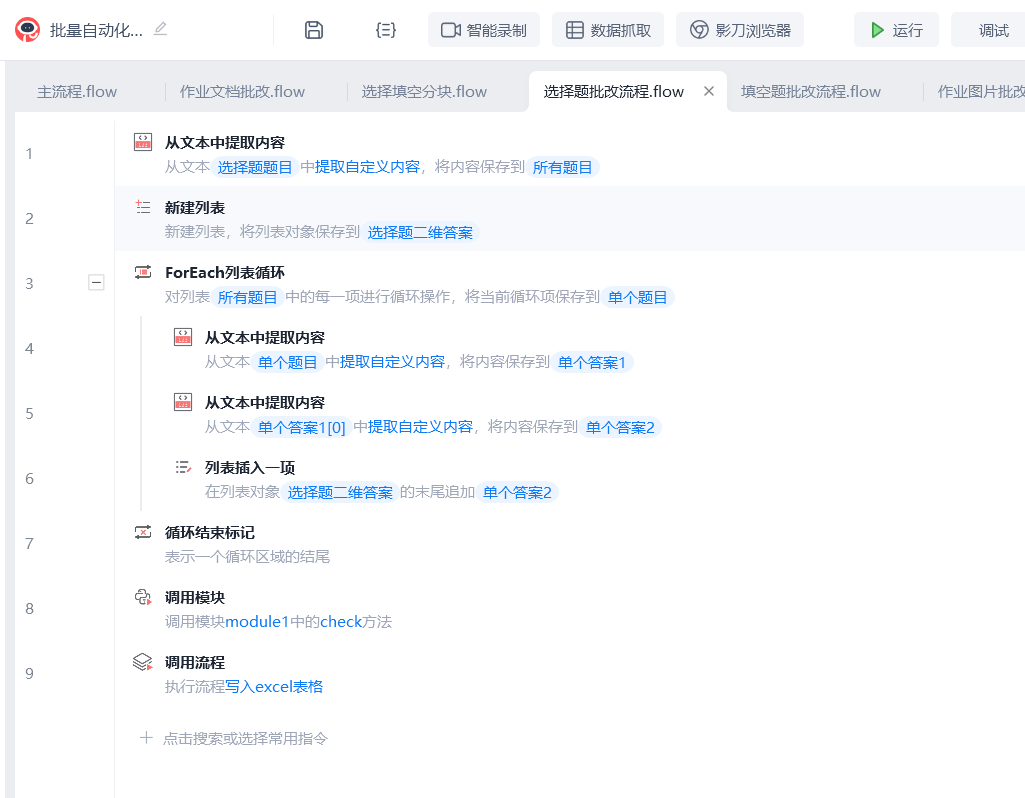 批量自动化...
智能录制
数据抓取
影刀浏览器
运行
调试
主流程.flow
作业文档批改.flow
选择填空分块.flow
选择题批改流程.flow
填空题批改流程.flow
作业图片批改
1
从文本中提取内容
从文本 选择题题目 中提取自定义内容，将内容保存到 所有题目
2
新建列表
新建列表，将列表对象保存到 选择题二维答案
3
ForEach列表循环
对列表 所有题目 中的每一项进行循环操作，将当前循环项保存到 单个题目
4
从文本中提取内容
从文本 单个题目 中提取自定义内容，将内容保存到 单个答案1
5
从文本中提取内容
从文本 单个答案1[0] 中提取自定义内容，将内容保存到 单个答案2
6
列表插入一项
在列表对象 选择题二维答案 的末尾追加 单个答案2
7
循环结束标记
表示一个循环区域的结尾
8
调用模块
调用模块module1中的check方法
9
调用流程
执行流程写入excel表格
点击搜索或选择常用指令